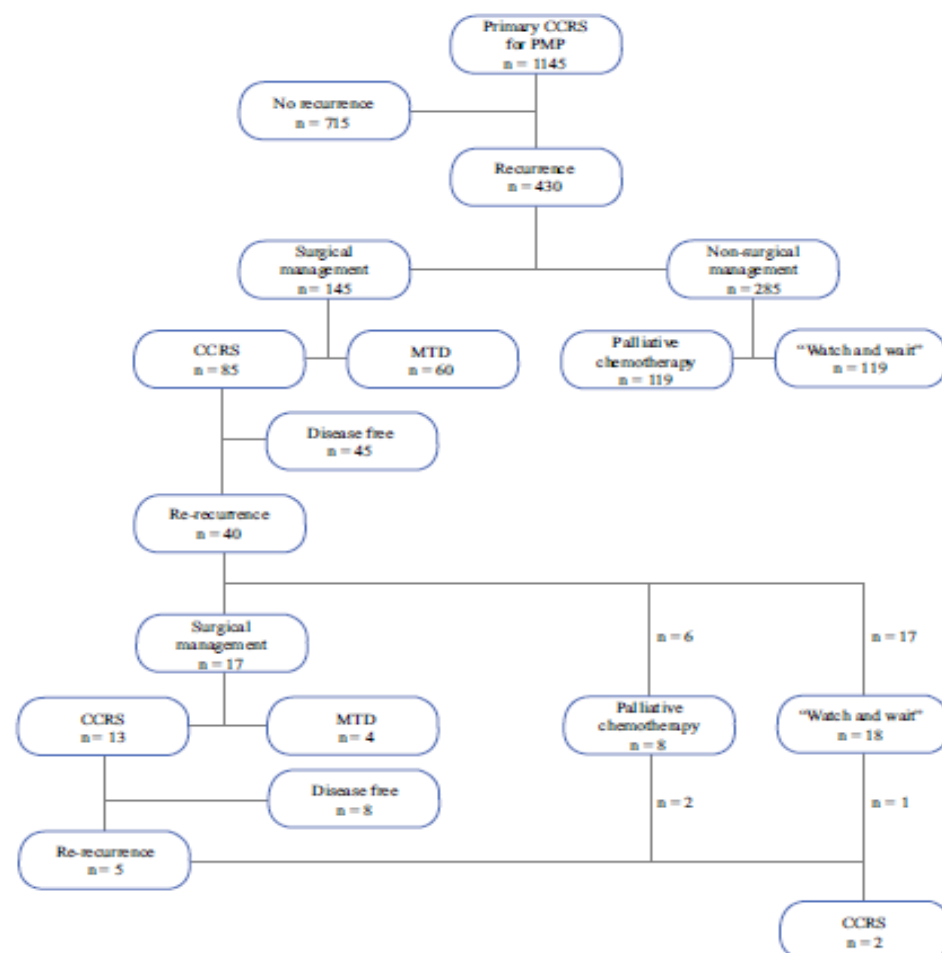 Primary CCRS
for PMP
n = 1145
No recurrence
n = 715
Recurrence
n = 430
Surgical
management
n = 145
Non-surgical
management
n = 285
CCRS
n = 85
MTD
n = 60
Palliative
chemotherapy
n = 119
“Watch and wait”
n = 119
Disease free
n = 45
Re-recurrence
n = 40
Surgical
management
n = 17
n = 6
n = 17
CCRS
n = 13
MTD
n = 4
Palliative
chemotherapy
n = 8
“Watch and wait”
n = 18
Disease free
n = 8
n = 2
n = 1
Re-recurrence
n = 5
CCRS
n = 2